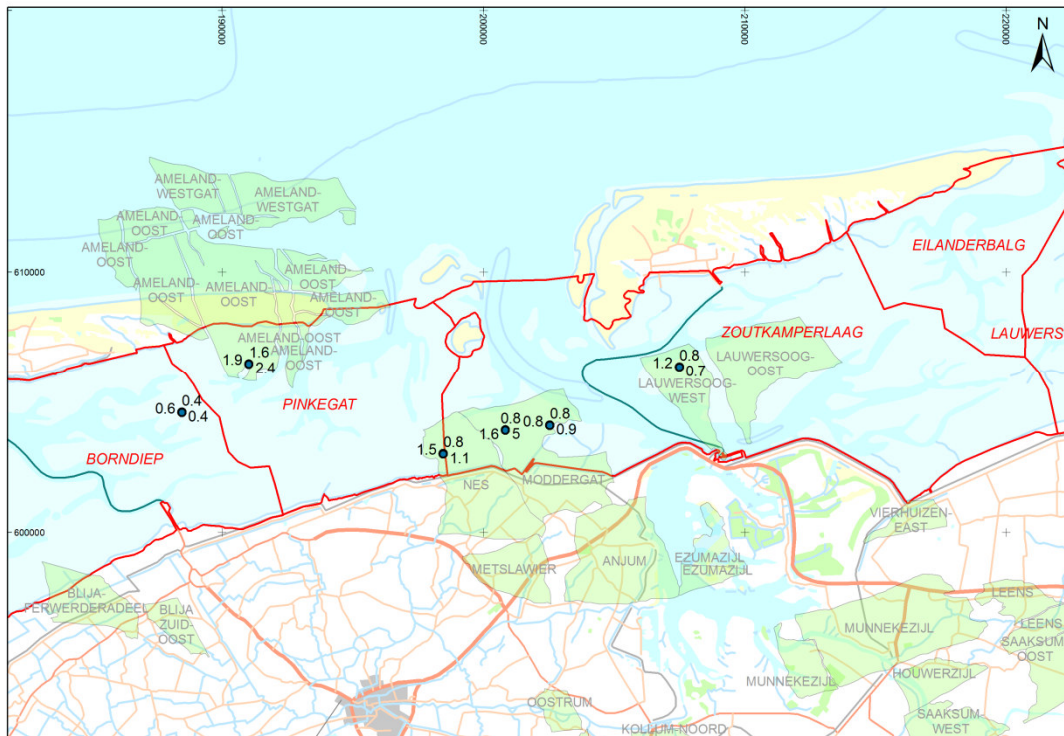 190000
200000
210000
220000
N
AMELAND-
WESTGAT
AMELAND-
WESTGAT
AMELAND-
OOST
AMELAND-
OOST
AMELAND-
OOST
AMELAND-
OOST
AMELAND-
OOST
AMELAND-
OOST
AMELAND-
OOST
AMELAND-OOST
AMELAND-
OOST
610000
EILANDERBALG
ZOUTKAMPERLAAG
LAUWERS
LAUWERSOOG-
OOST
LAUWERSOOG-
WEST
1.6
1.9
2.4
0.8
1.2
0.7
PINKEGAT
0.4
0.6
0.4
0.8
1.6
5
0.8
0.8
0.9
0.8
1.5
1.1
BORNDIEP
NES
MODDERGAT
600000
VIERHUIZEN-
EAST
METSLAWIER
ANJUM
EZUMAZIJL
EZUMAZIJL
BLIJA-
FERWERDERADEEL
BLIJA
ZUID-
OOST
LEENS
LEENS
MUNNEKEZIJL
SAAKSUM
OOST
HOUWERZIJL
MUNNEKEZIJL
OOSTRUM
KOLLUM-NOORD
SAAKSUM
WEST